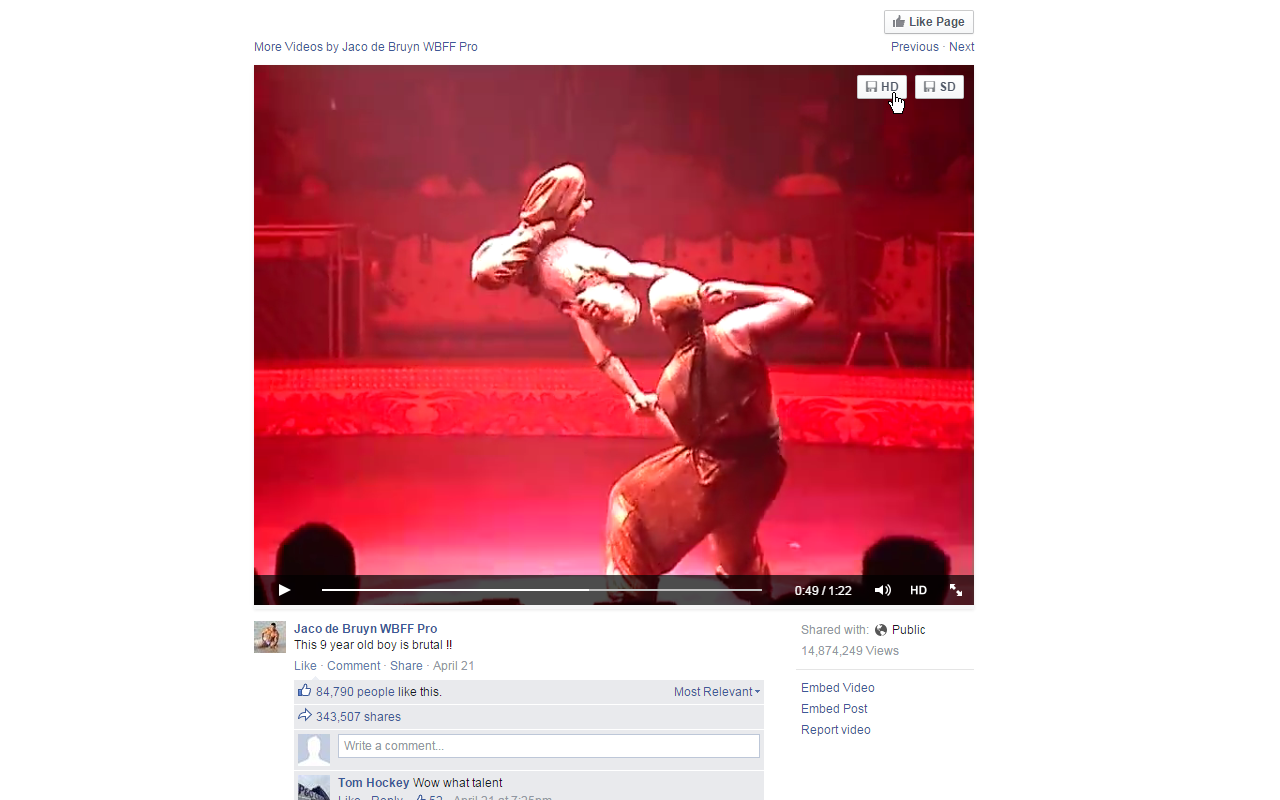 Like Page
More Videos by Jaco de Bruyn WBFF Pro
Previous · Next
HD
SD
0:49 / 1:22
HD
Jaco de Bruyn WBFF Pro
This 9 year old boy is brutal !!
Like · Comment · Share · April 21
84,790 people like this.
Most Relevant
343,507 shares
Write a comment...
Tom Hockey Wow what talent
Like · Reply · 52 · April 21 at 7:25pm
Shared with: Public
14,874,249 Views
Embed Video
Embed Post
Report video